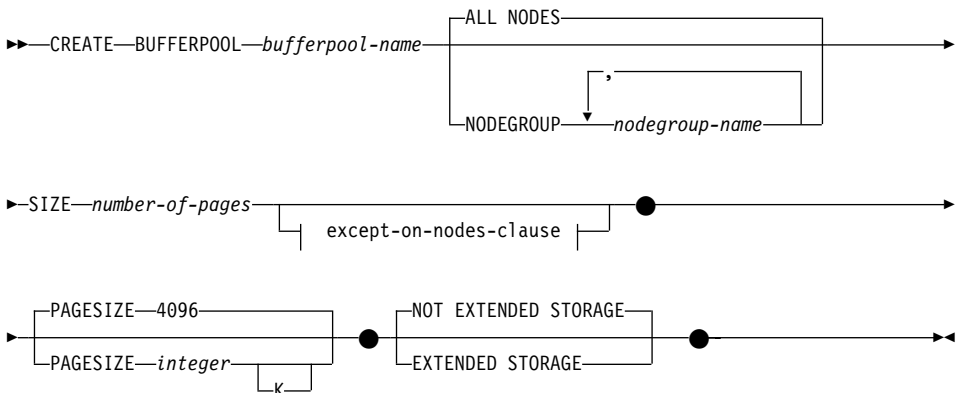 ALL NODES
CREATE BUFFERPOOL bufferpool-name
,
NODEGROUP nodegroup-name
SIZE number-of-pages
except-on-nodes-clause
PAGESIZE 4096 NOT EXTENDED STORAGE
PAGESIZE integer EXTENDED STORAGE
K